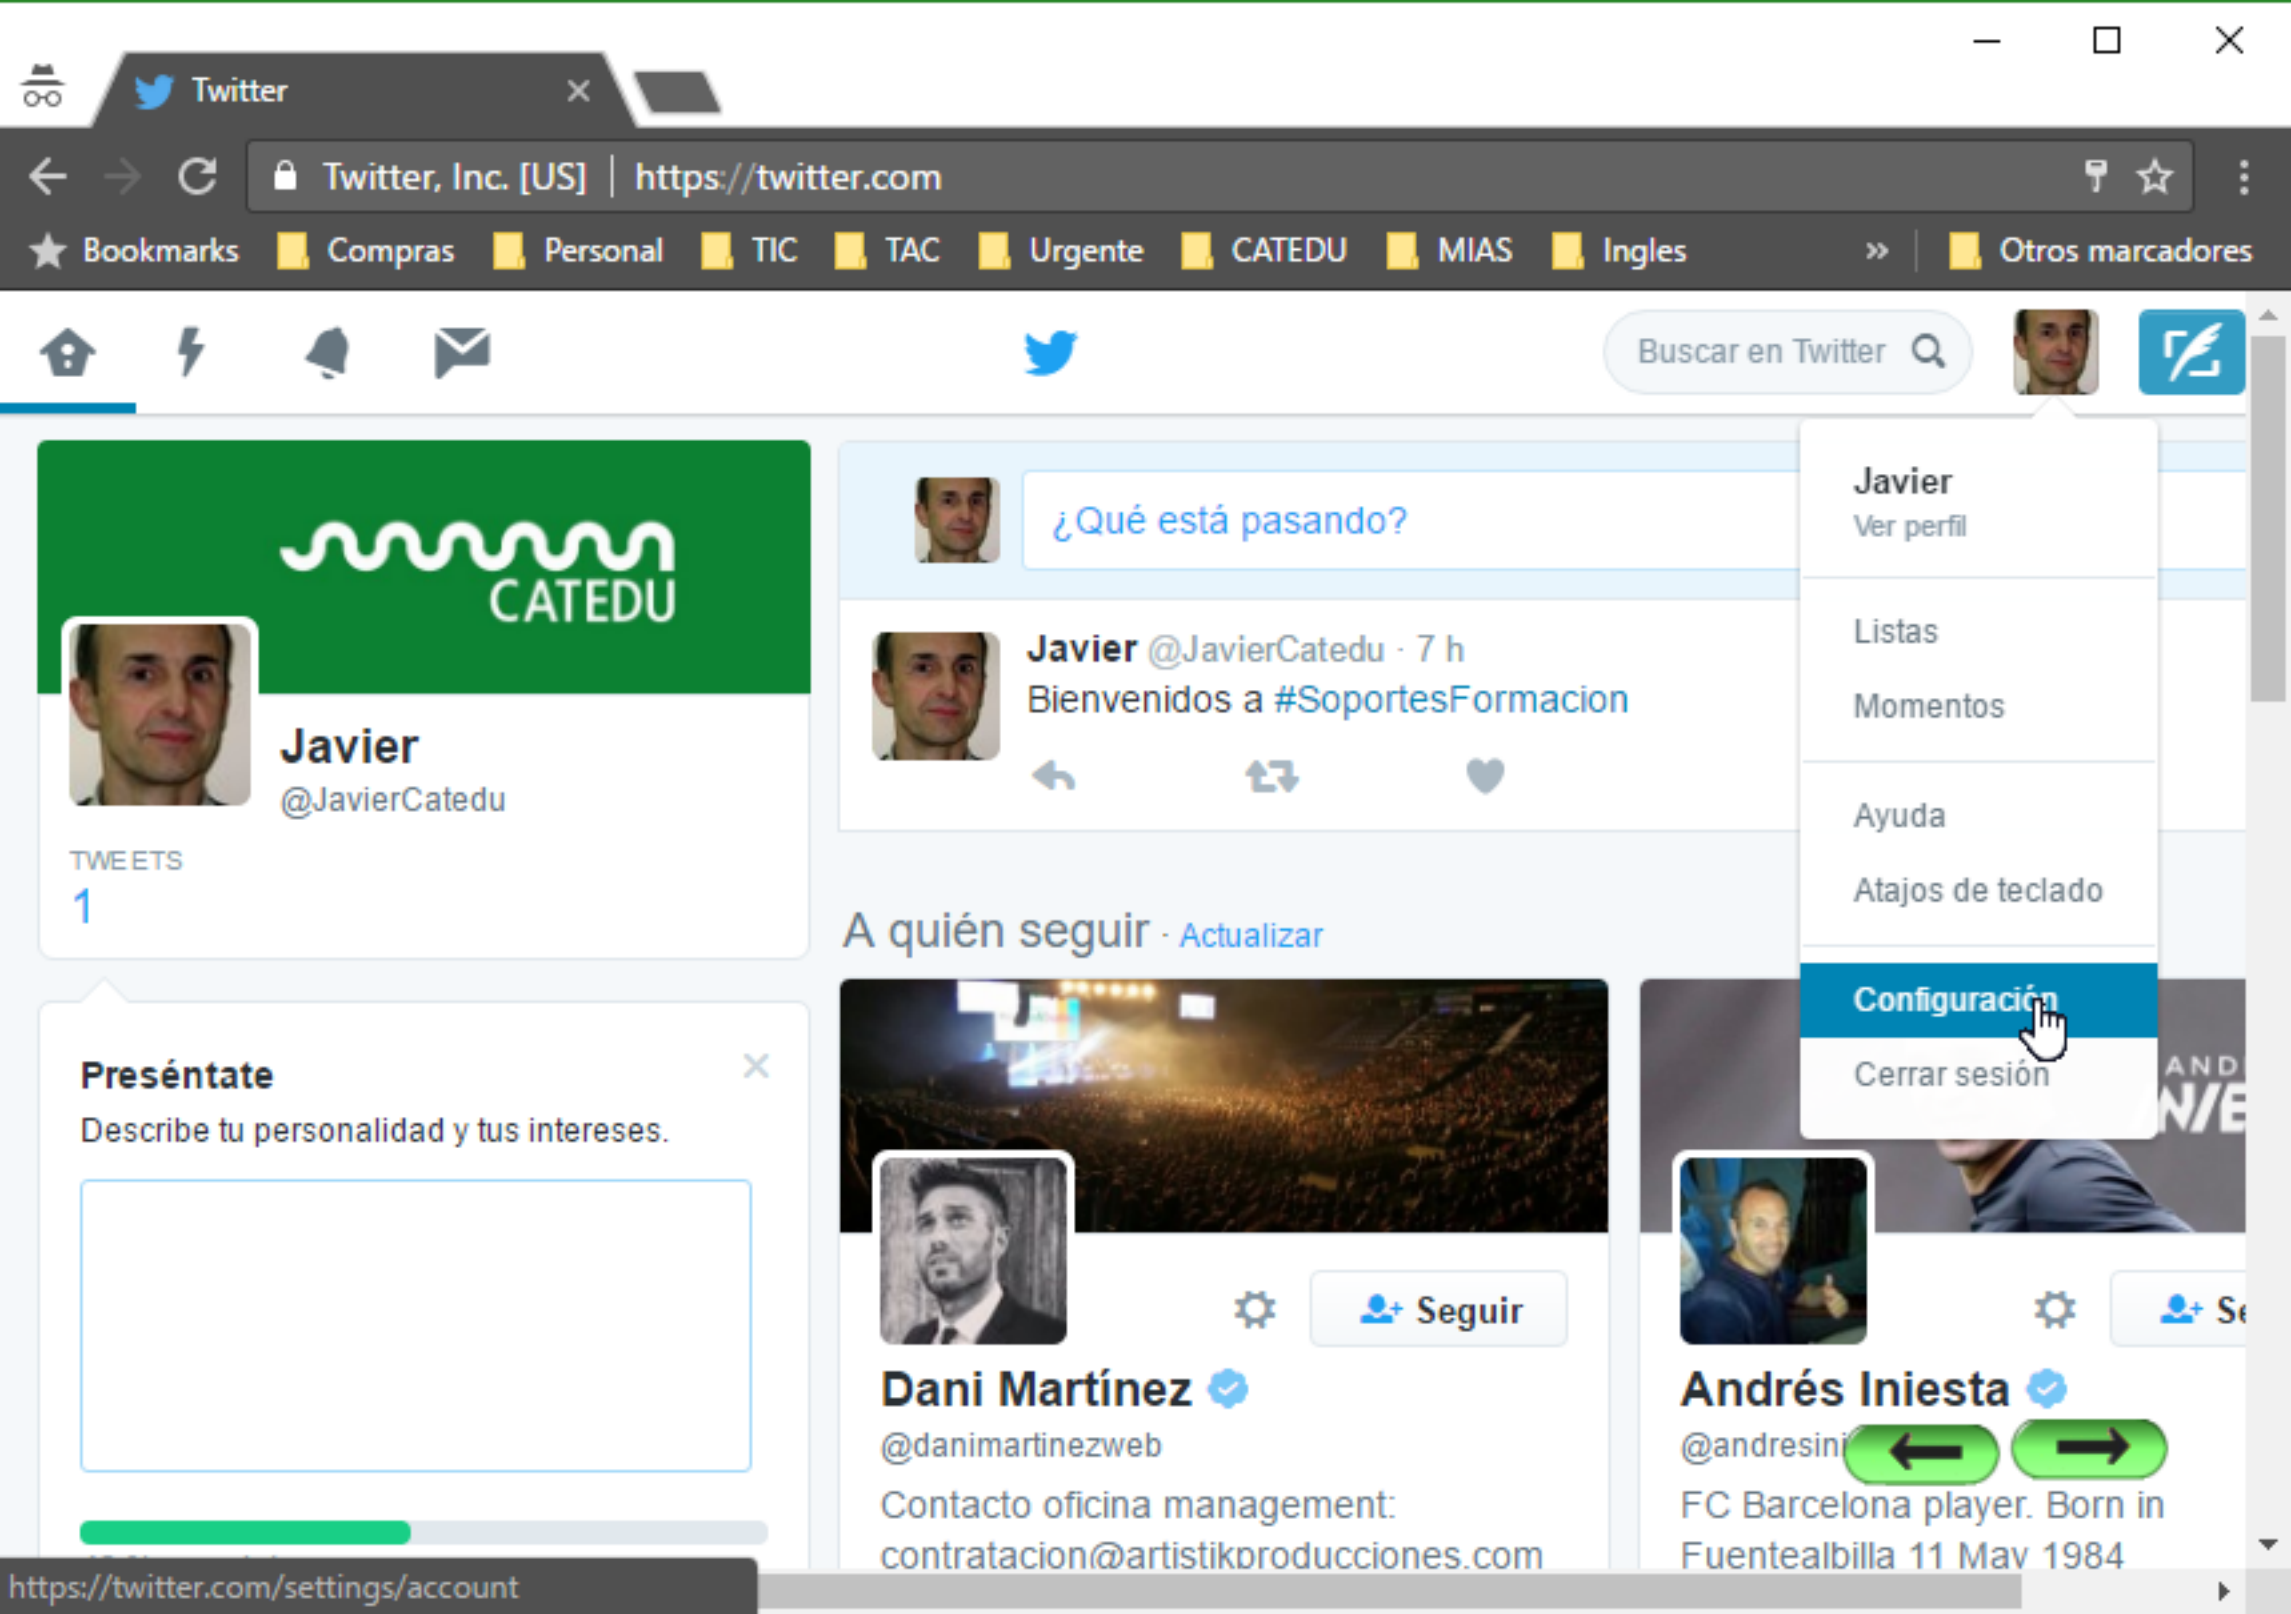 Twitter
Twitter, Inc. [US] | https://twitter.com
Bookmarks Compras Personal TIC TAC Urgente CATEDU MIAS Ingles » Otros marcadores
Buscar en Twitter
CATEDU
Javier
@JavierCatedu
TWEETS
1
Preséntate
Describe tu personalidad y tus intereses.
¿Qué está pasando?
Javier @JavierCatedu · 7 h
Bienvenidos a #SoportesFormacion
A quién seguir · Actualizar
Seguir
Dani Martínez
@danimartinezweb
Contacto oficina management:
contratacion@artistikproducciones.com
AND
Se
Andrés Iniesta
@andresini
FC Barcelona player. Born in
Fuentealbilla 11 May 1984
Javier
Ver perfil
Listas
Momentos
Ayuda
Atajos de teclado
Configuración
Cerrar sesión
https://twitter.com/settings/account